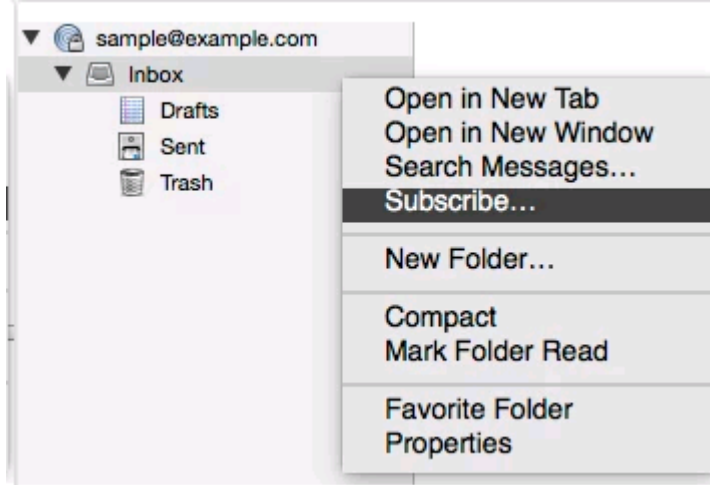 sample@example.com
Inbox
Drafts
Sent
Trash
Open in New Tab
Open in New Window
Search Messages...
Subscribe...
New Folder...
Compact
Mark Folder Read
Favorite Folder
Properties